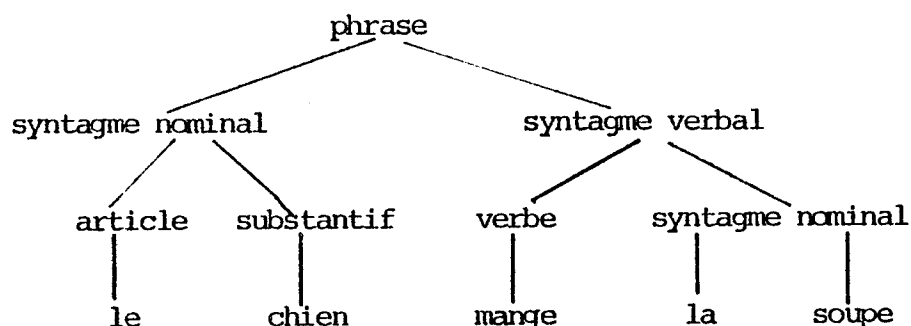 phrase
syntagme nominal syntagme verbal
article substantif verbe syntagme nominal
le chien mange la soupe